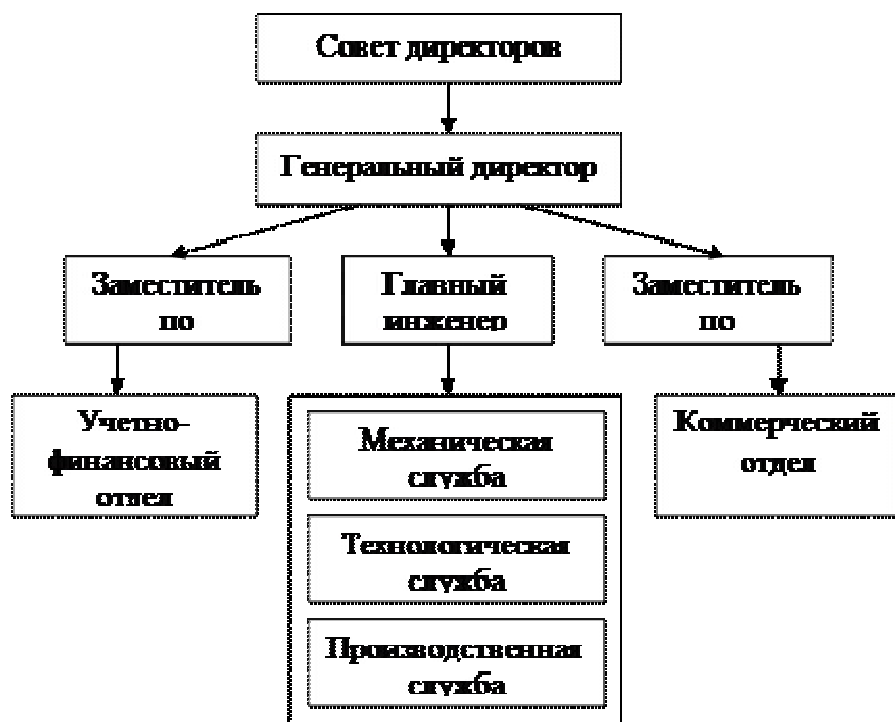 Совет директоров
Генеральный директор
Заместитель
по
Главный
инженер
Заместитель
по
Учетно-
финансовый
отдел
Механическая
служба
Технологическая
служба
Производственная
служба
Коммерческий
отдел